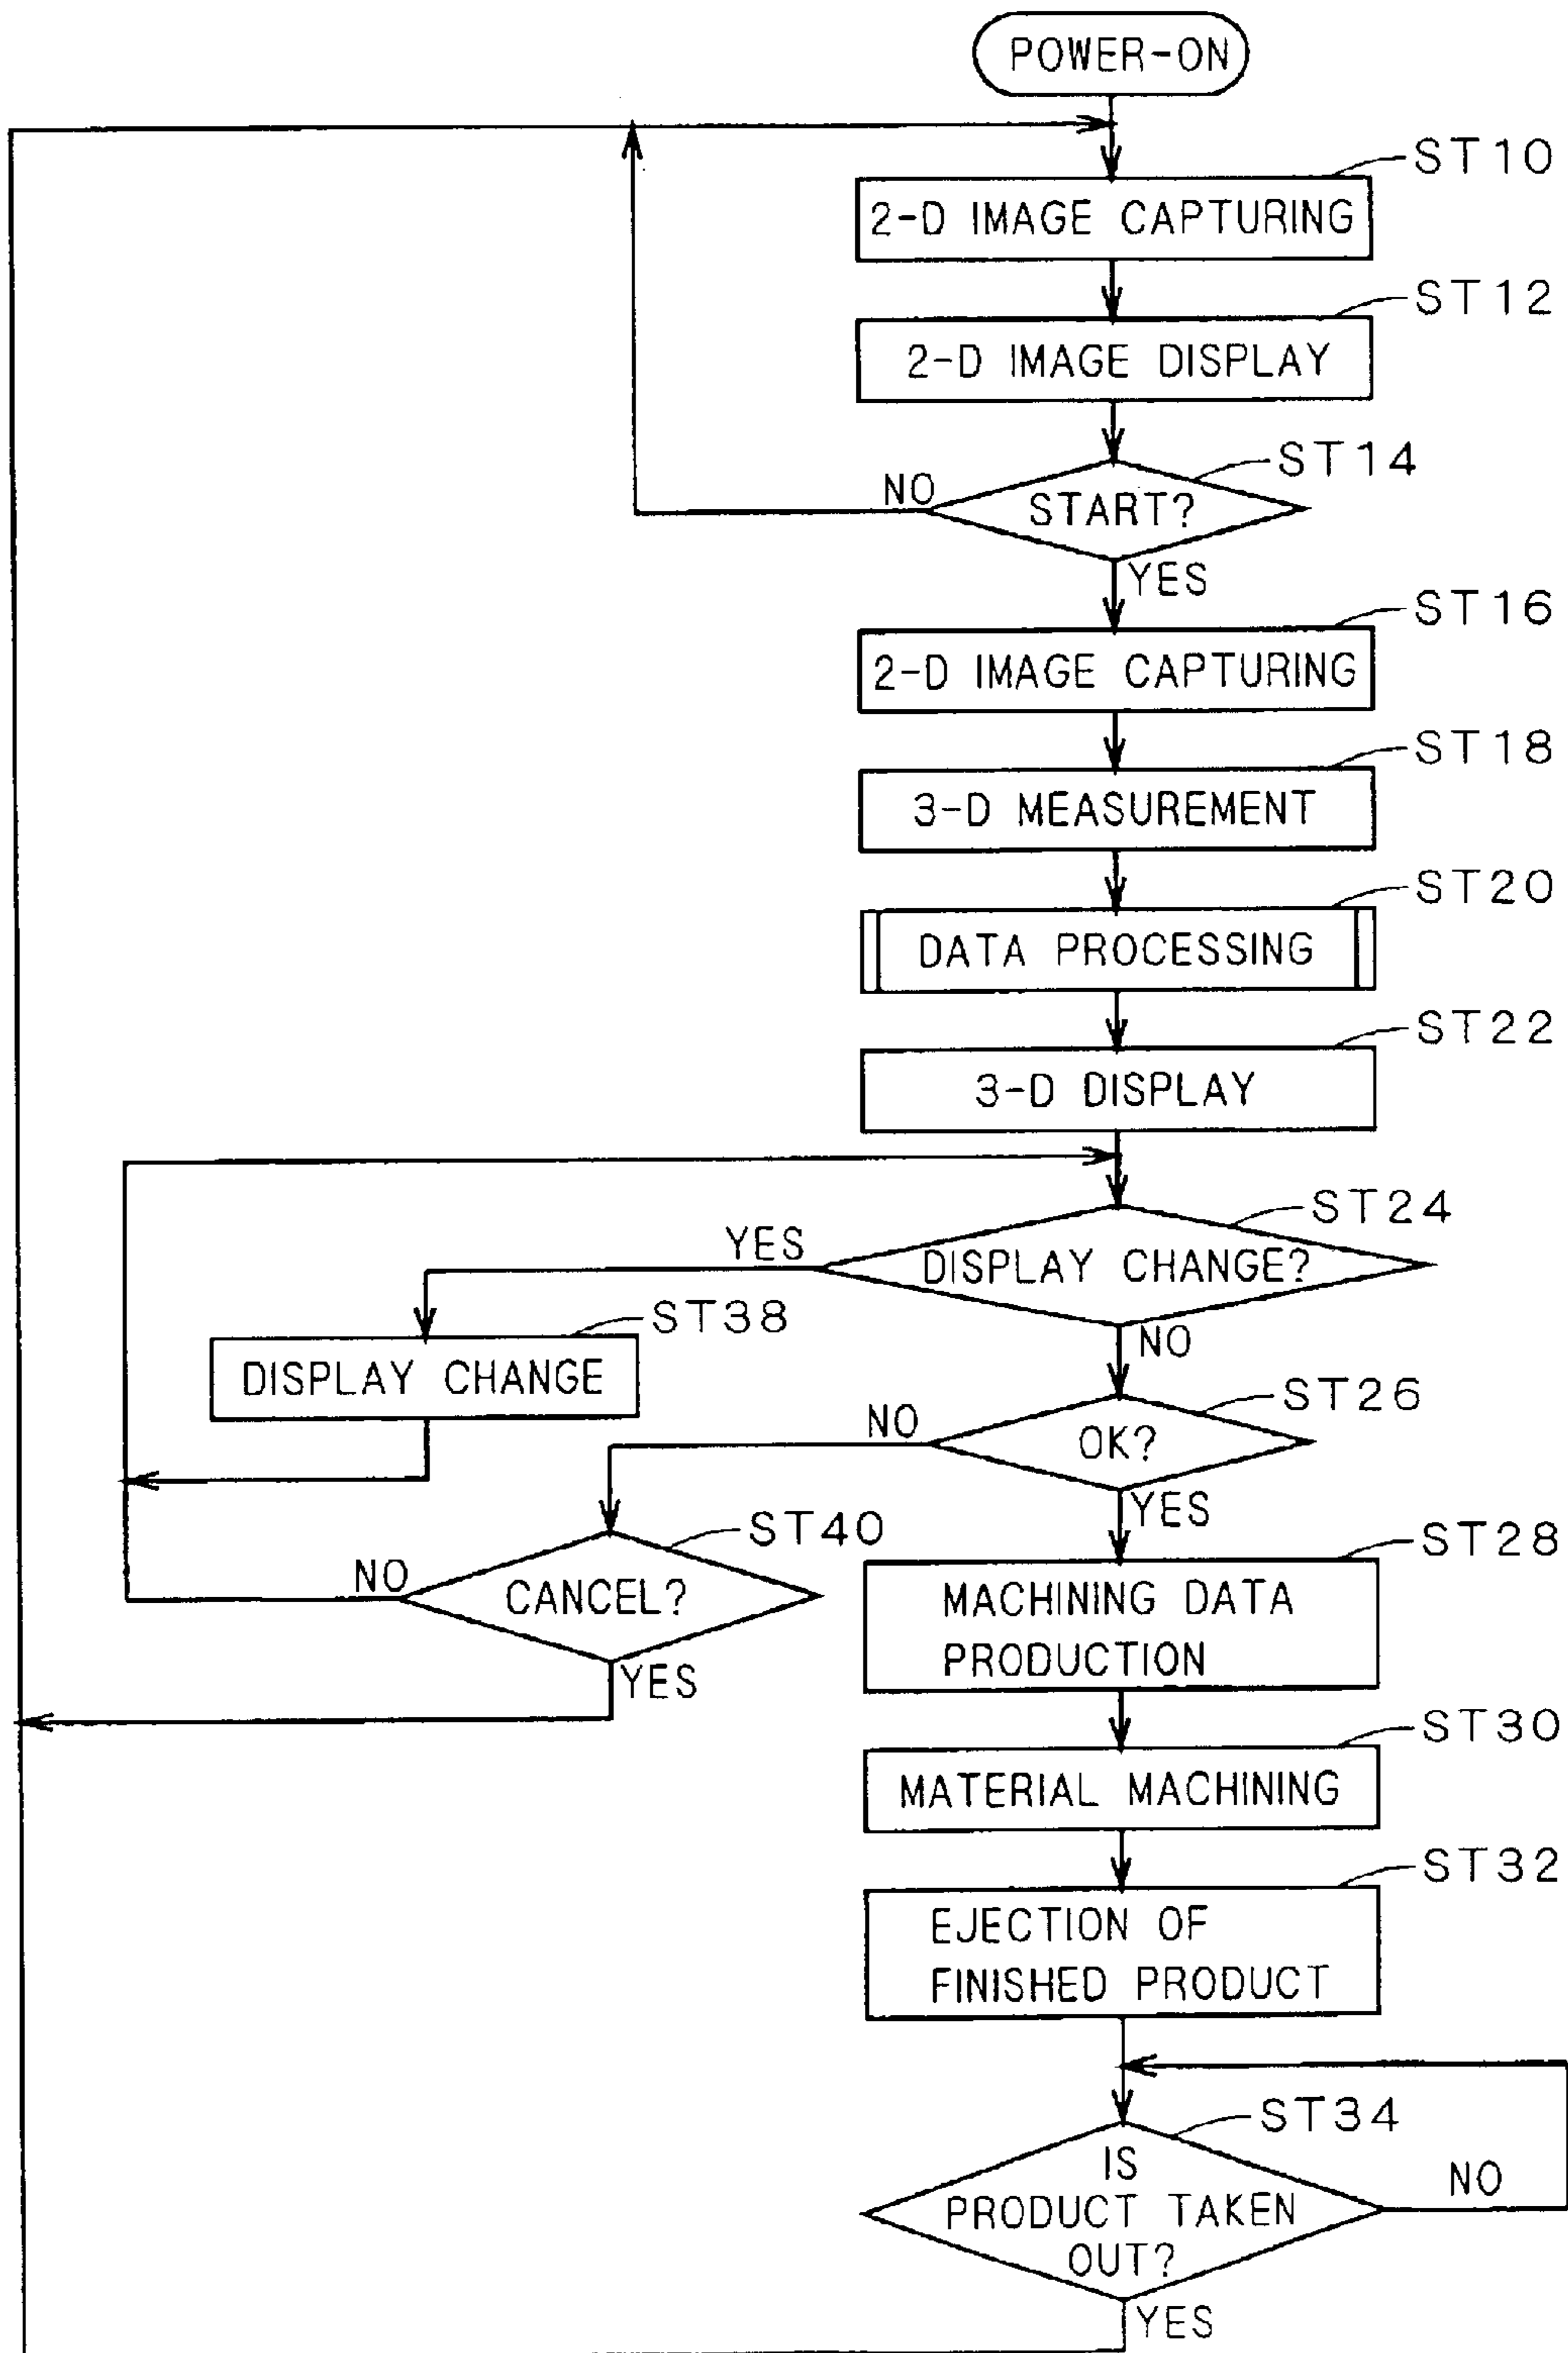 POWER-ON
ST10
2-D IMAGE CAPTURING
ST12
2-D IMAGE DISPLAY
ST14
NO
START?
YES
ST16
2-D IMAGE CAPTURING
ST18
3-D MEASUREMENT
ST20
DATA PROCESSING
ST22
3-D DISPLAY
ST24
YES
DISPLAY CHANGE?
ST38
NO
DISPLAY CHANGE
ST26
NO
OK?
YES
ST40
ST28
NO
CANCEL?
MACHINING DATA
PRODUCTION
YES
ST30
MATERIAL MACHINING
ST32
EJECTION OF
FINISHED PRODUCT
ST34
IS
NO
PRODUCT TAKEN
OUT?
YES